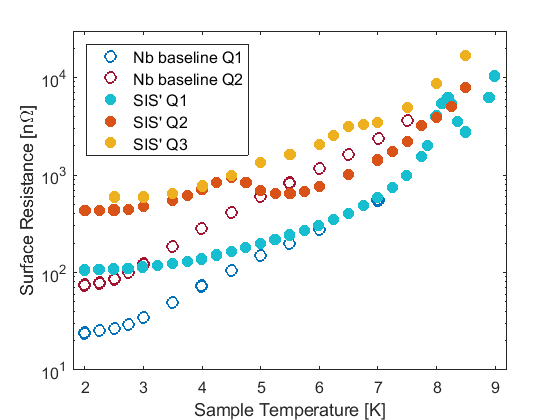 Nb baseline Q1
Nb baseline Q2
SIS' Q1
SIS' Q2
SIS' Q3
Surface Resistance [nΩ]
10^4
10^3
10^2
10^1
2 3 4 5 6 7 8 9
Sample Temperature [K]